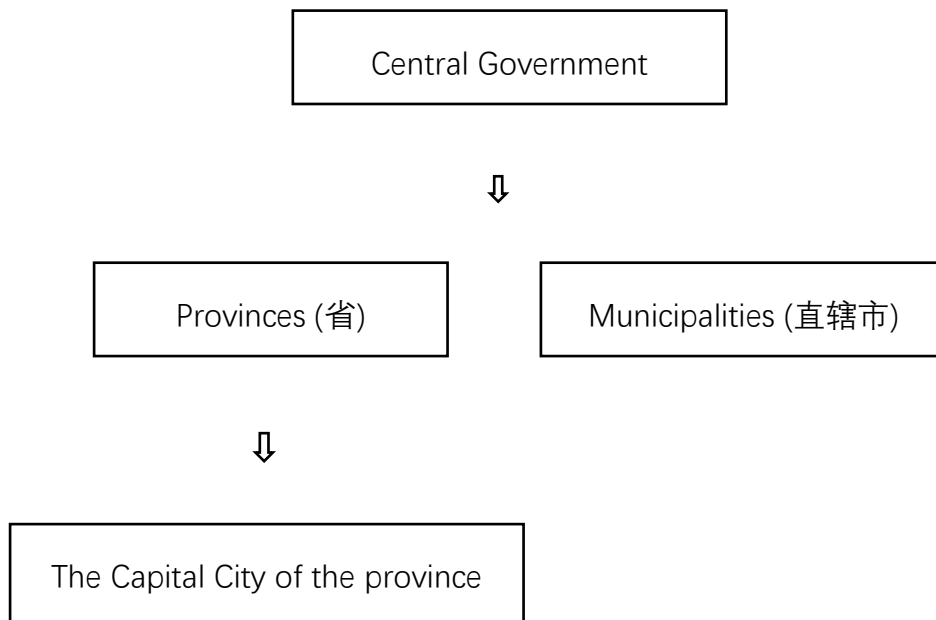 Central Government
⇩
Provinces (省)
Municipalities (直辖市)
⇩
The Capital City of the province